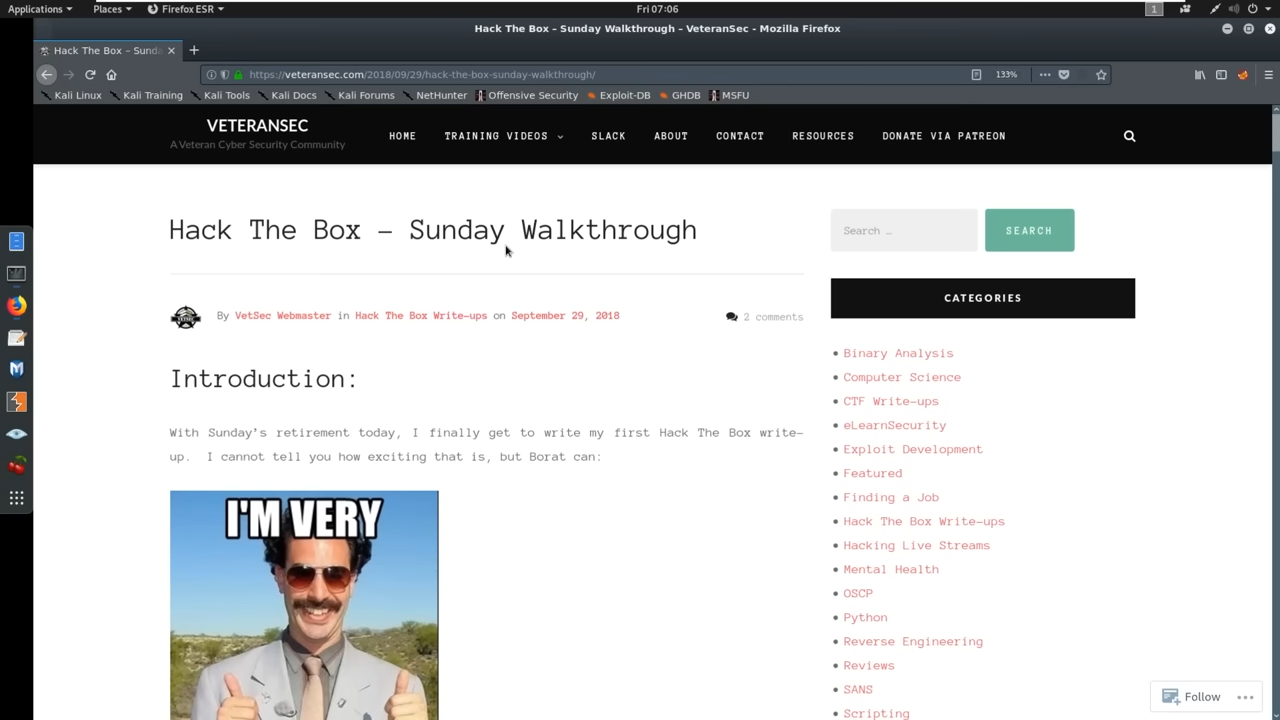 Applications Places Firefox ESR Fri 07:06 1
Hack The Box – Sunday Walkthrough – VeteranSec - Mozilla Firefox
Hack The Box – Sunda
https://veteransec.com/2018/09/29/hack-the-box-sunday-walkthrough/ 133%
Kali Linux Kali Training Kali Tools Kali Docs Kali Forums NetHunter Offensive Security Exploit-DB GHDB MSFU
VETERANSEC
A Veteran Cyber Security Community
HOME TRAINING VIDEOS SLACK ABOUT CONTACT RESOURCES DONATE VIA PATREON
Hack The Box – Sunday Walkthrough
Search … SEARCH
By VetSec Webmaster in Hack The Box Write-ups on September 29, 2018 2 comments
Introduction:
With Sunday's retirement today, I finally get to write my first Hack The Box write-
up. I cannot tell you how exciting that is, but Borat can:
I'M VERY
CATEGORIES
Binary Analysis
Computer Science
CTF Write-ups
eLearnSecurity
Exploit Development
Featured
Finding a Job
Hack The Box Write-ups
Hacking Live Streams
Mental Health
OSCP
Python
Reverse Engineering
Reviews
SANS
Scripting
Follow